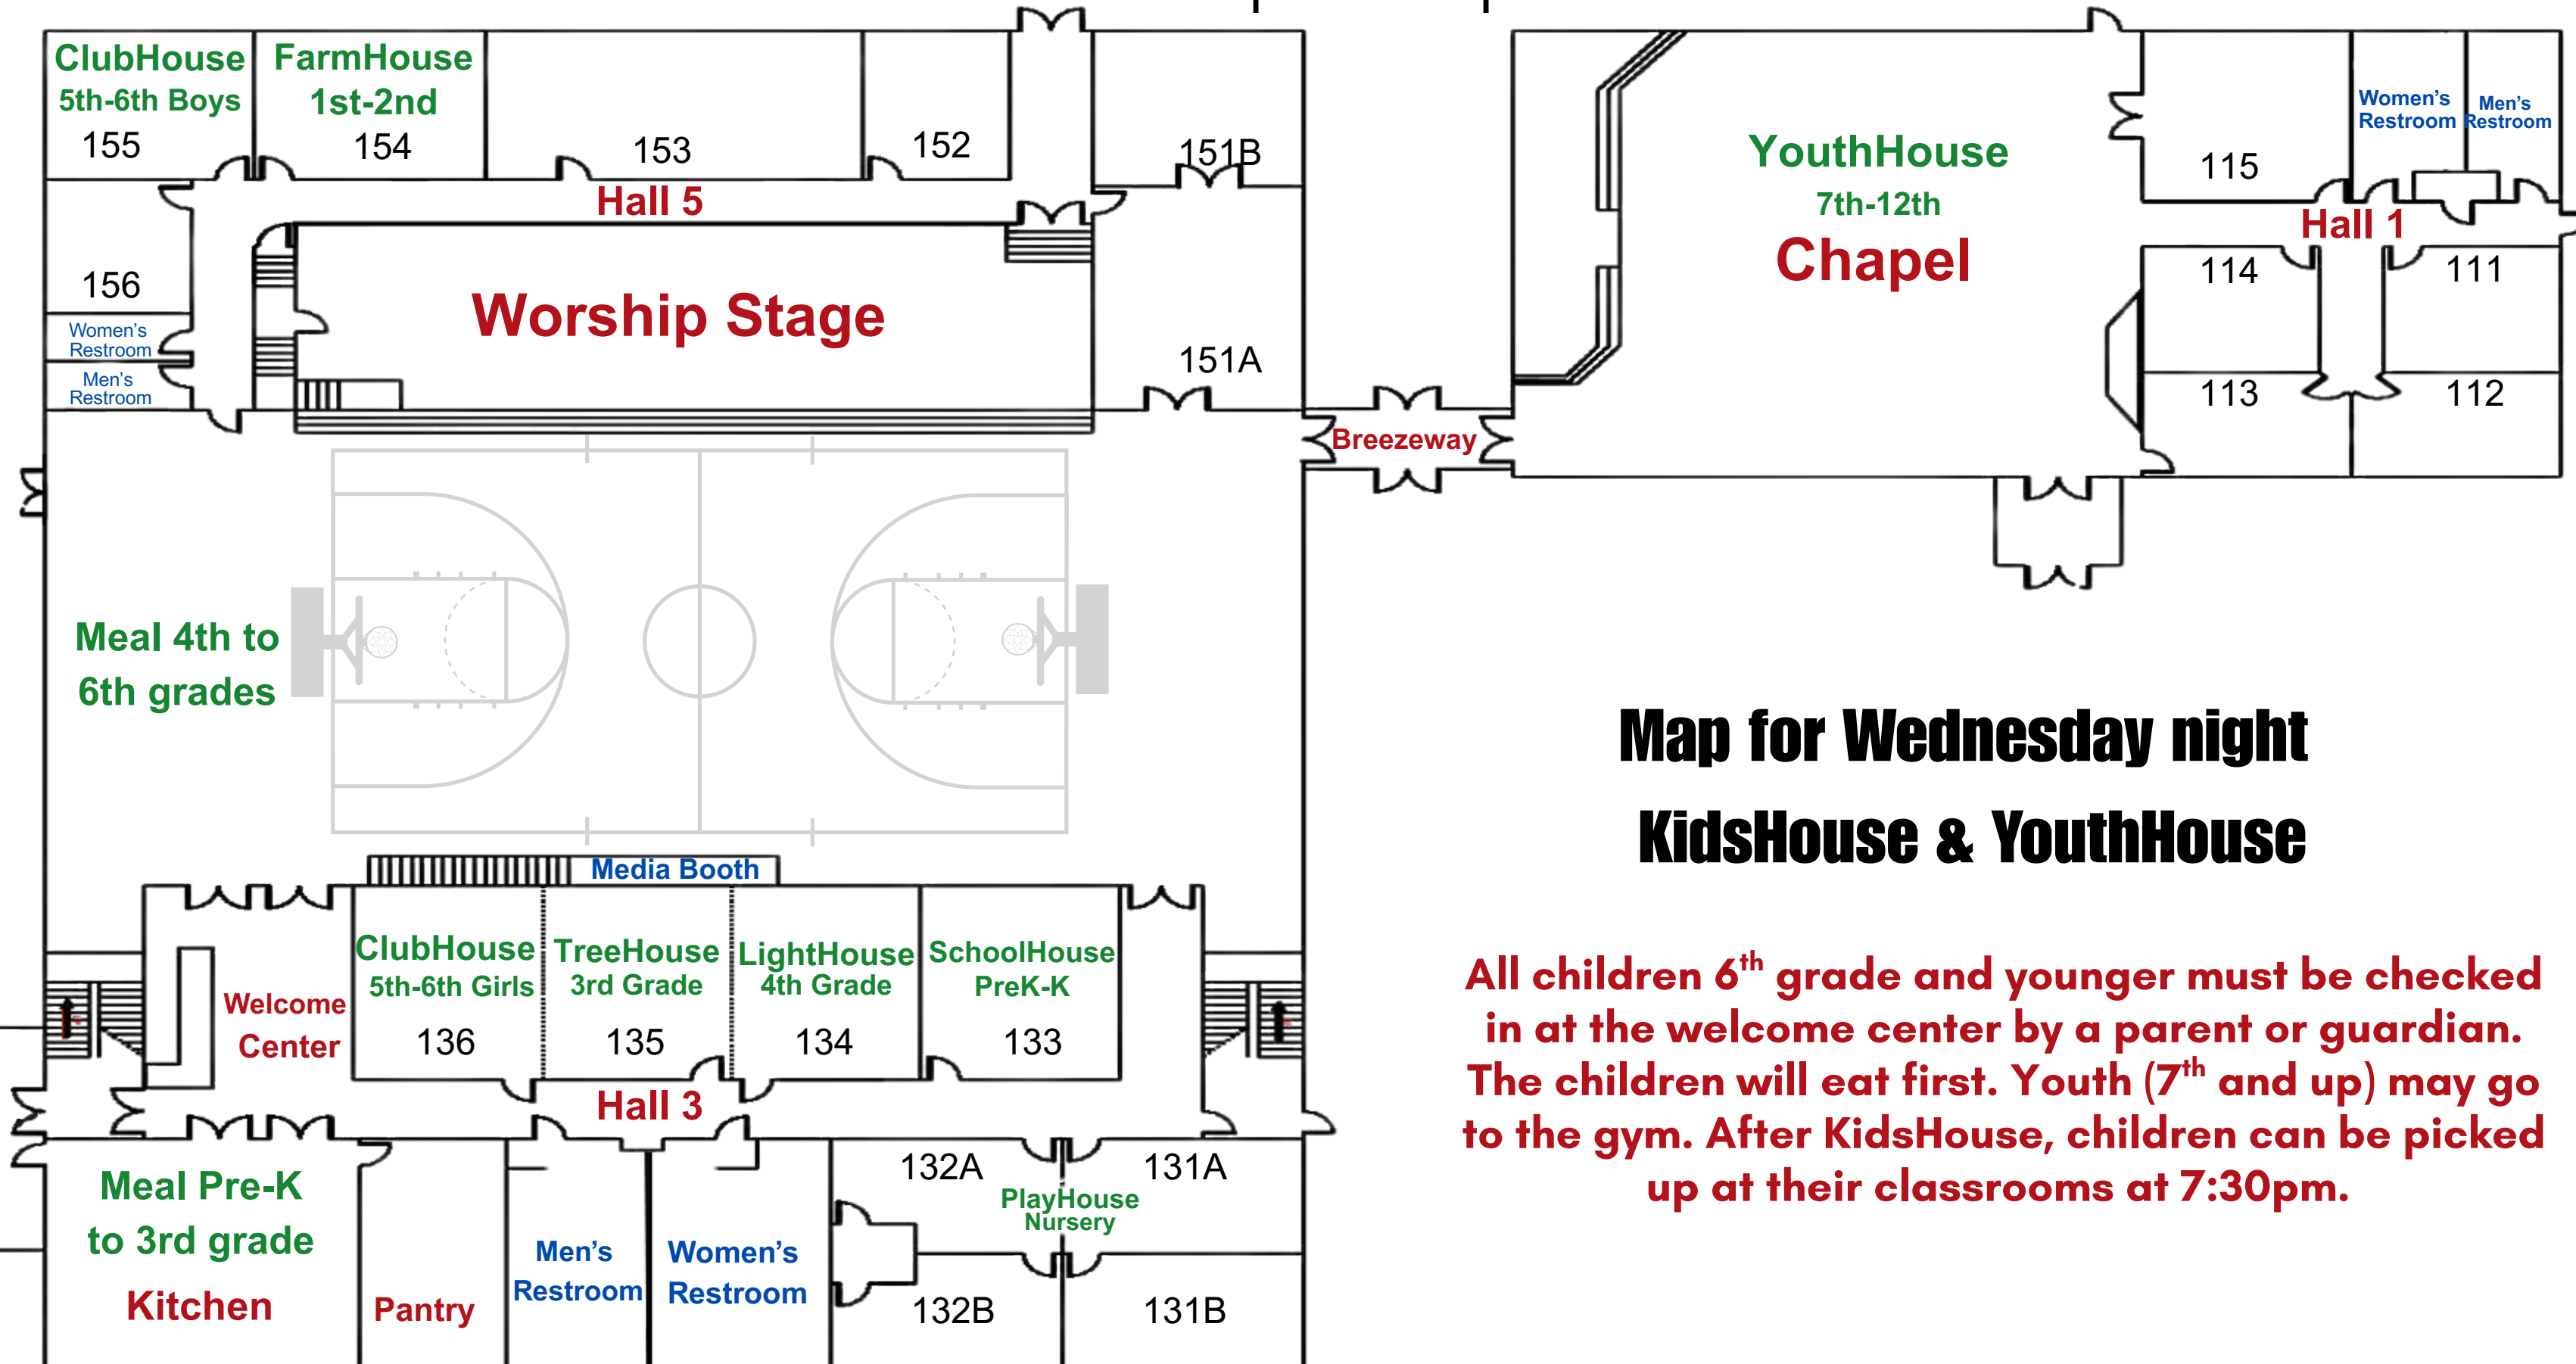 ClubHouse
5th-6th Boys
155
FarmHouse
1st-2nd
154
153
152
151B
Hall 5
156
Women's
Restroom
Men's
Restroom
Worship Stage
151A
Breezeway
YouthHouse
7th-12th
Chapel
115
Women's
Restroom
Men's
Restroom
Hall 1
114
111
113
112
Meal 4th to
6th grades
Media Booth
Map for Wednesday night
KidsHouse & YouthHouse
All children 6th grade and younger must be checked
in at the welcome center by a parent or guardian.
The children will eat first. Youth (7th and up) may go
to the gym. After KidsHouse, children can be picked
up at their classrooms at 7:30pm.
Welcome
Center
ClubHouse
5th-6th Girls
136
TreeHouse
3rd Grade
135
LightHouse
4th Grade
134
SchoolHouse
PreK-K
133
Hall 3
Meal Pre-K
to 3rd grade
Kitchen
Pantry
Men's
Restroom
Women's
Restroom
132A
131A
PlayHouse
Nursery
132B
131B